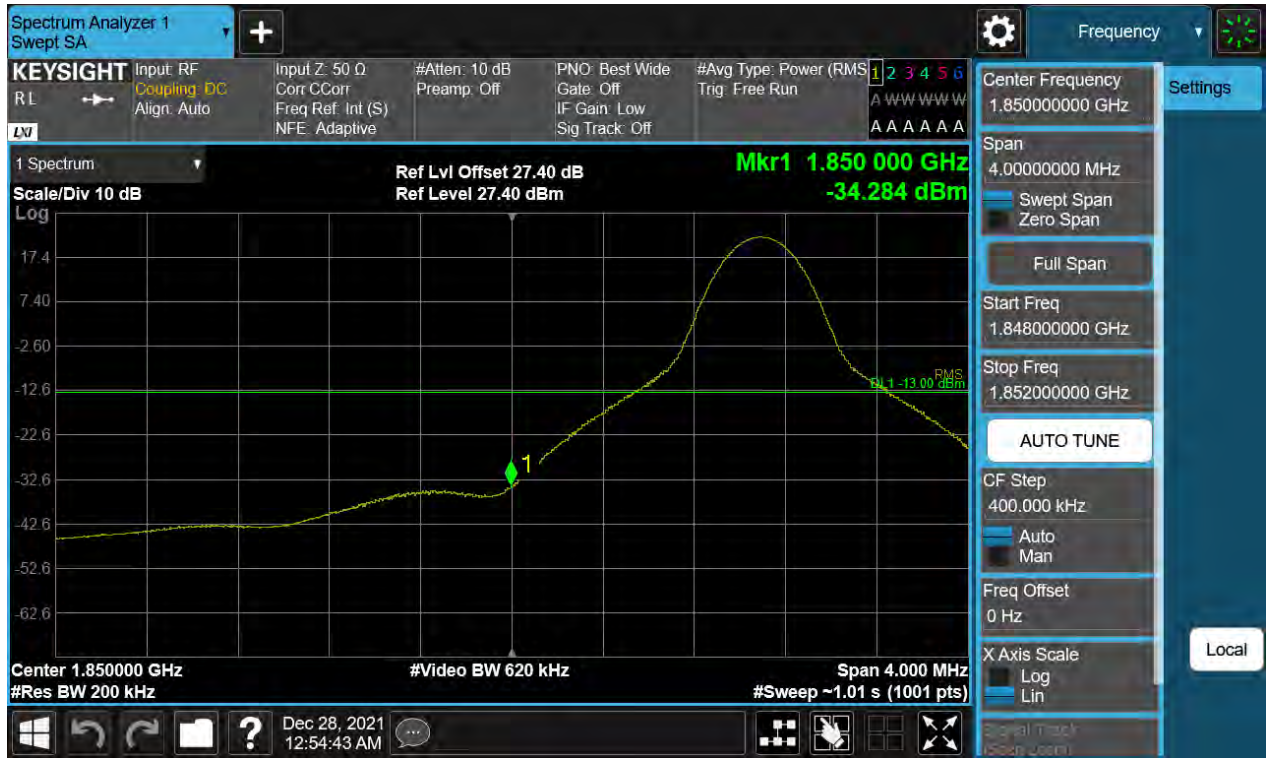 Spectrum Analyzer 1
Swept SA
+
Frequency
KEYSIGHT
RL
LXI
Input: RF
Coupling: DC
Align: Auto
Input Z: 50 Ω
Corr CCorr
Freq Ref: Int (S)
NFE: Adaptive
#Atten: 10 dB
Preamp: Off
PNO: Best Wide
Gate: Off
IF Gain: Low
Sig Track: Off
#Avg Type: Power (RMS
Trig: Free Run
1 2 3 4 5 6
A W W W W W
A A A A A A
1 Spectrum
Scale/Div 10 dB
Log
Ref Lvl Offset 27.40 dB
Ref Level 27.40 dBm
Mkr1 1.850 000 GHz
-34.284 dBm
17.4
7.40
-2.60
-12.6
-22.6
-32.6
-42.6
-52.6
-62.6
RMS
DL1 -13.00 dBm
1
Center 1.850000 GHz
#Res BW 200 kHz
#Video BW 620 kHz
Span 4.000 MHz
#Sweep ~1.01 s (1001 pts)
?
Dec 28, 2021
12:54:43 AM
Center Frequency
1.850000000 GHz
Span
4.00000000 MHz
Swept Span
Zero Span
Full Span
Start Freq
1.848000000 GHz
Stop Freq
1.852000000 GHz
AUTO TUNE
CF Step
400.000 kHz
Auto
Man
Freq Offset
0 Hz
X Axis Scale
Log
Lin
Signal Track
(Span Zoom)
Settings
Local